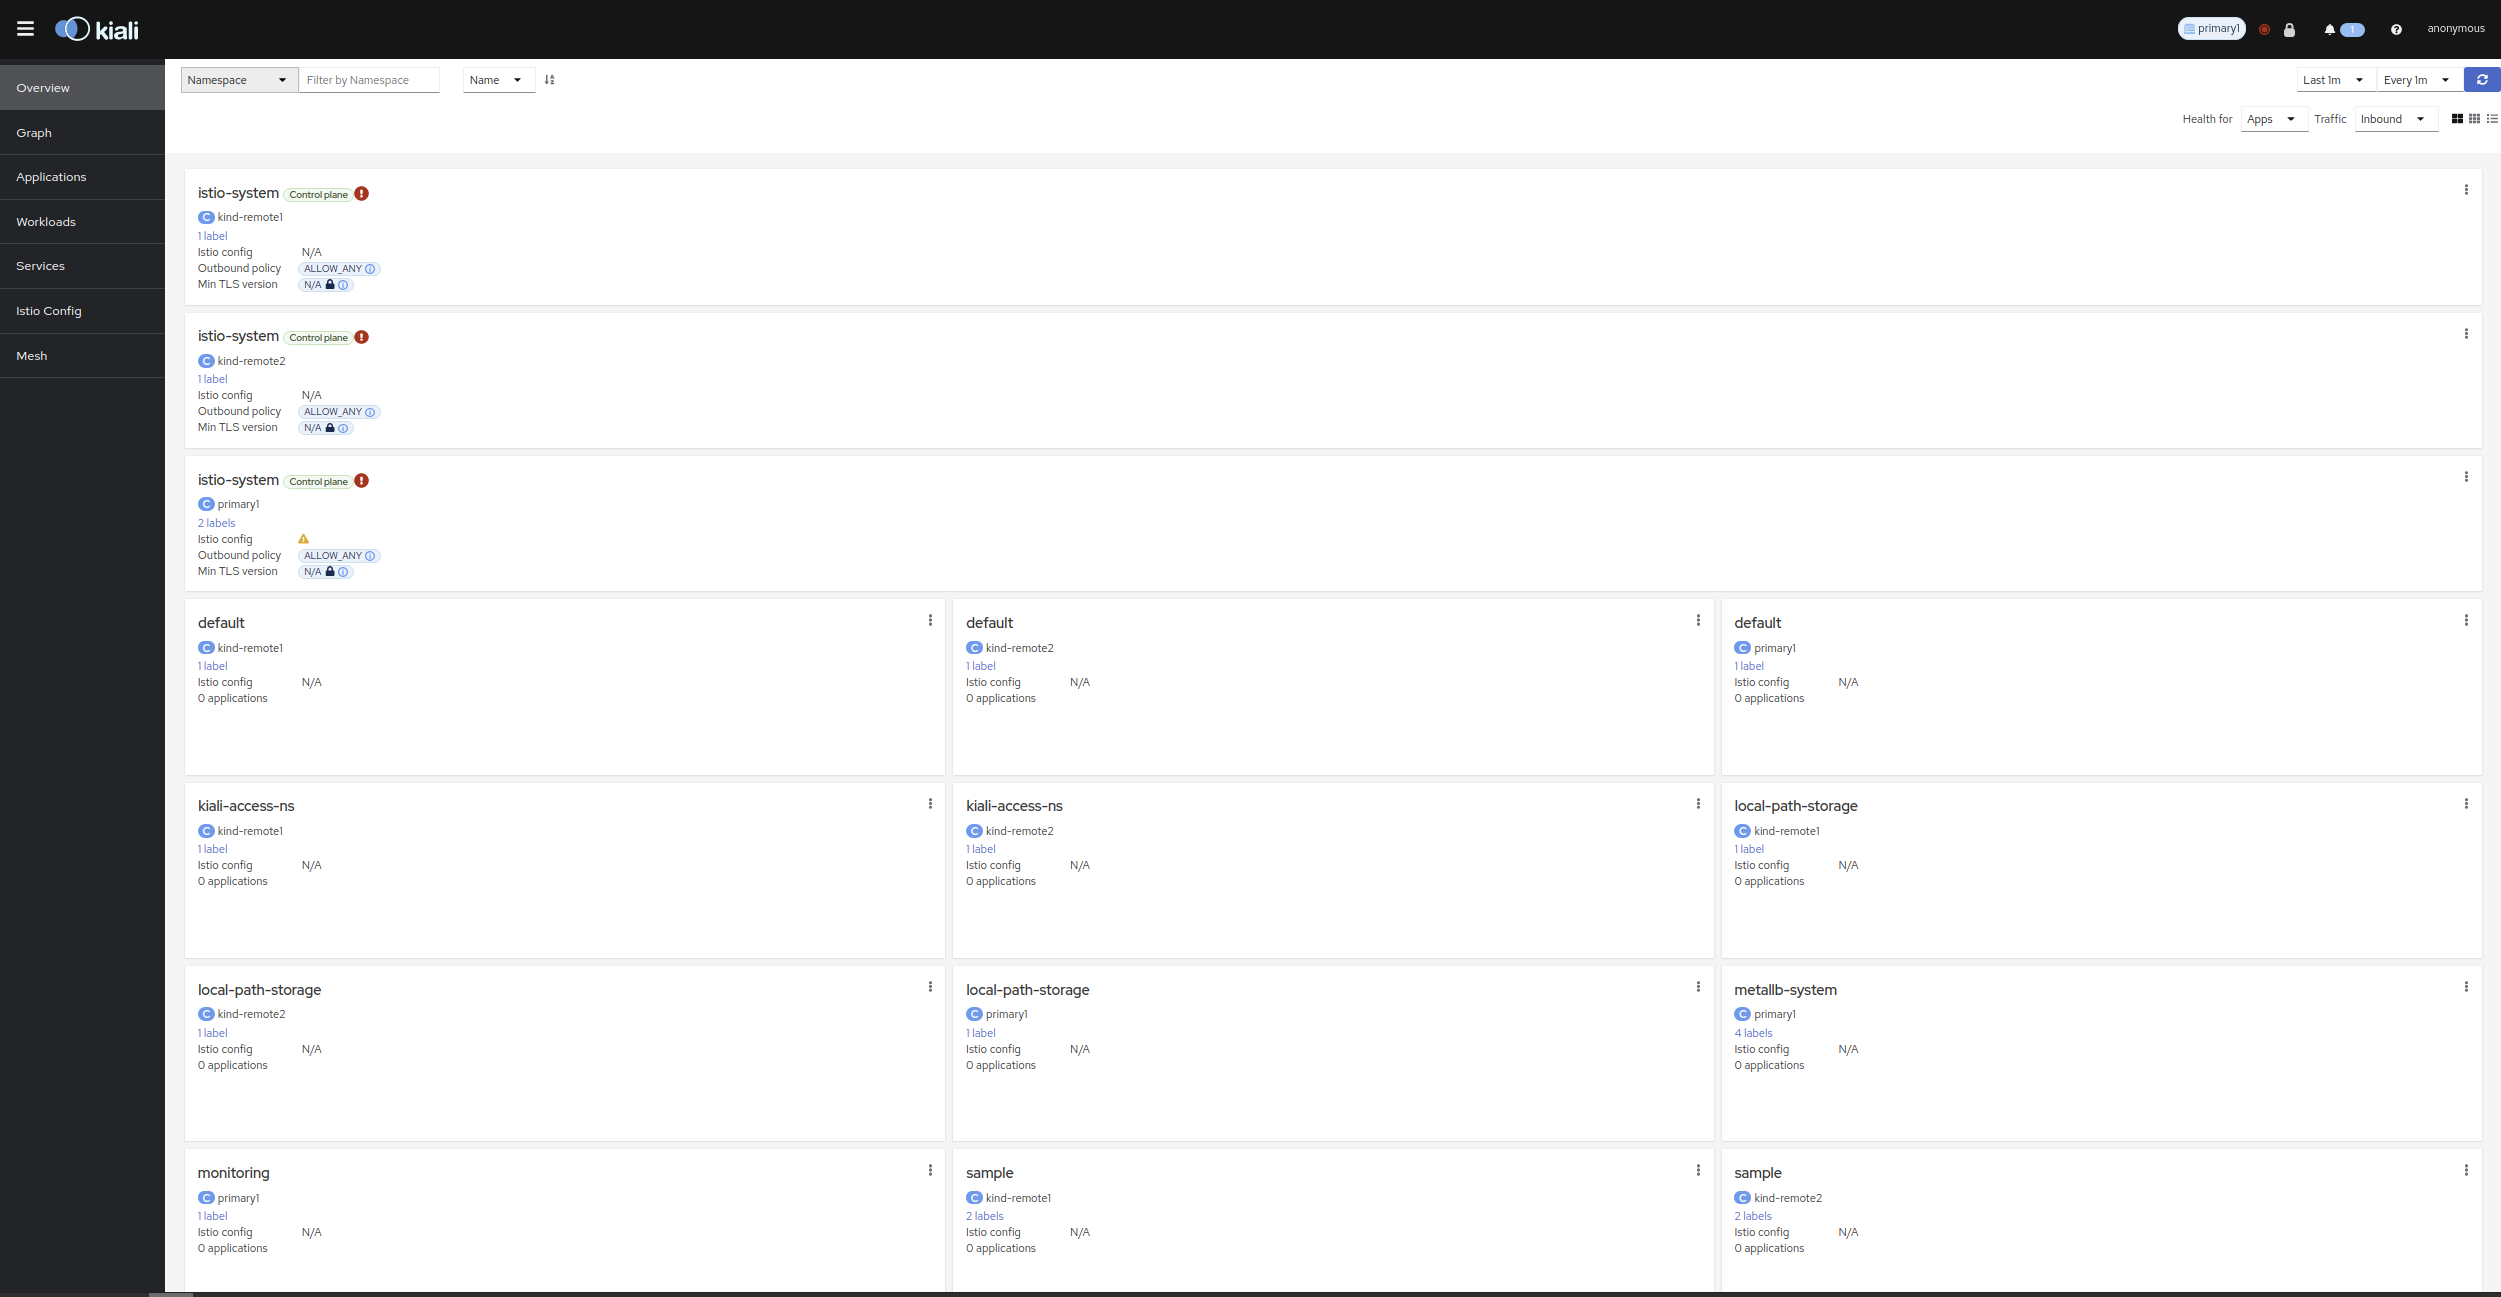 kiali
primary1
1
anonymous
Overview
Graph
Applications
Workloads
Services
Istio Config
Mesh
Namespace
Filter by Namespace
Name
Last 1m
Every 1m
Health for
Apps
Traffic
Inbound
istio-system Control plane
C kind-remote1
1 label
Istio config N/A
Outbound policy ALLOW_ANY
Min TLS version N/A
istio-system Control plane
C kind-remote2
1 label
Istio config N/A
Outbound policy ALLOW_ANY
Min TLS version N/A
istio-system Control plane
C primary1
2 labels
Istio config
Outbound policy ALLOW_ANY
Min TLS version N/A
default
C kind-remote1
1 label
Istio config N/A
0 applications
default
C kind-remote2
1 label
Istio config N/A
0 applications
default
C primary1
1 label
Istio config N/A
0 applications
kiali-access-ns
C kind-remote1
1 label
Istio config N/A
0 applications
kiali-access-ns
C kind-remote2
1 label
Istio config N/A
0 applications
local-path-storage
C kind-remote1
1 label
Istio config N/A
0 applications
local-path-storage
C kind-remote2
1 label
Istio config N/A
0 applications
local-path-storage
C primary1
1 label
Istio config N/A
0 applications
metallb-system
C primary1
4 labels
Istio config N/A
0 applications
monitoring
C primary1
1 label
Istio config N/A
0 applications
sample
C kind-remote1
2 labels
Istio config N/A
0 applications
sample
C kind-remote2
2 labels
Istio config N/A
0 applications